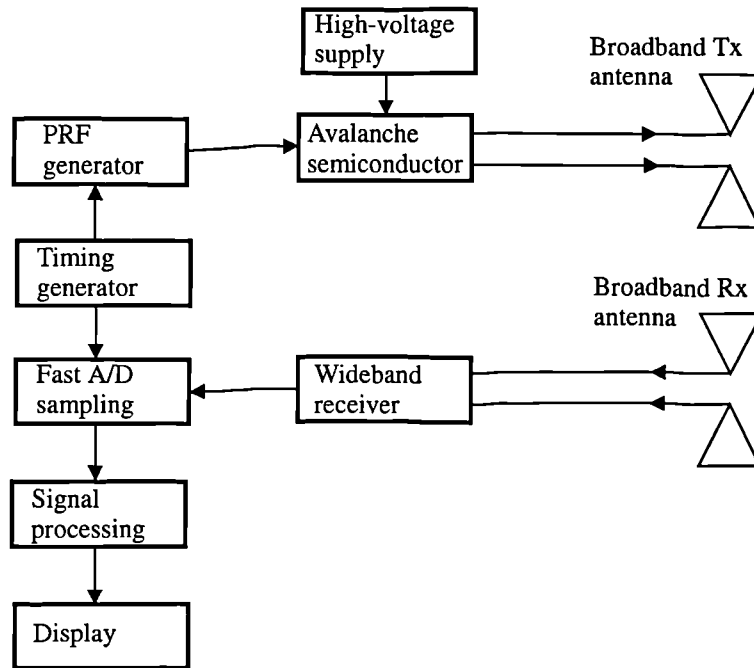 High-voltage
supply
Broadband Tx
antenna
PRF
generator
Avalanche
semiconductor
Timing
generator
Broadband Rx
antenna
Fast A/D
sampling
Wideband
receiver
Signal
processing
Display